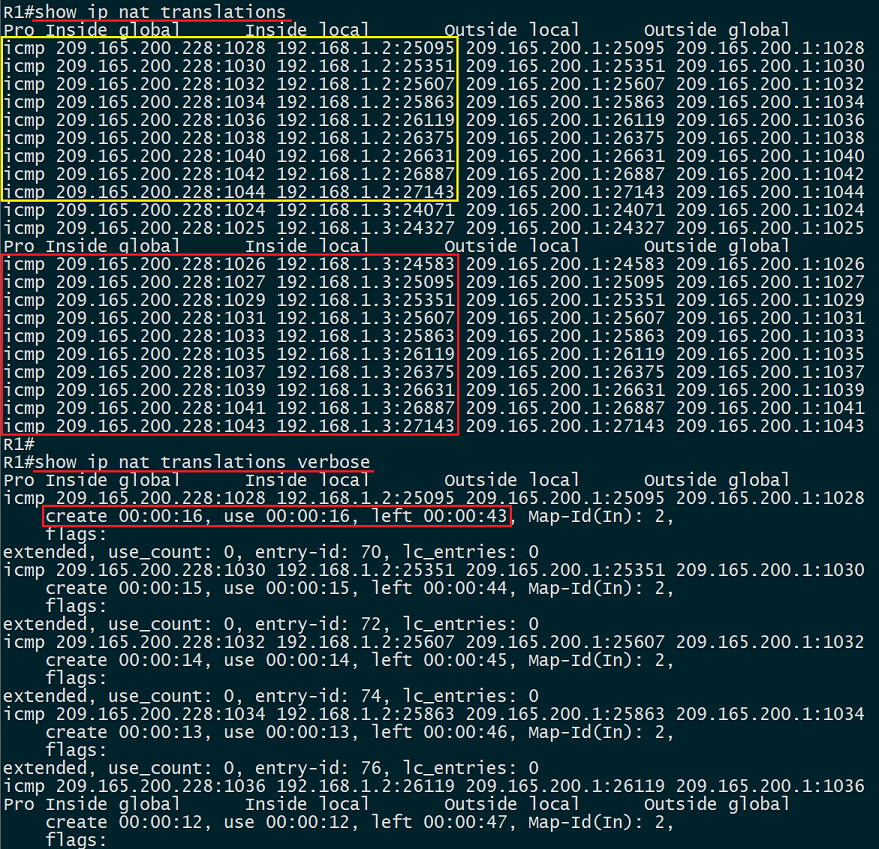 R1#show ip nat translations
Pro Inside global      Inside local       Outside local      Outside global
icmp 209.165.200.228:1028 192.168.1.2:25095 209.165.200.1:25095 209.165.200.1:1028
icmp 209.165.200.228:1030 192.168.1.2:25351 209.165.200.1:25351 209.165.200.1:1030
icmp 209.165.200.228:1032 192.168.1.2:25607 209.165.200.1:25607 209.165.200.1:1032
icmp 209.165.200.228:1034 192.168.1.2:25863 209.165.200.1:25863 209.165.200.1:1034
icmp 209.165.200.228:1036 192.168.1.2:26119 209.165.200.1:26119 209.165.200.1:1036
icmp 209.165.200.228:1038 192.168.1.2:26375 209.165.200.1:26375 209.165.200.1:1038
icmp 209.165.200.228:1040 192.168.1.2:26631 209.165.200.1:26631 209.165.200.1:1040
icmp 209.165.200.228:1042 192.168.1.2:26887 209.165.200.1:26887 209.165.200.1:1042
icmp 209.165.200.228:1044 192.168.1.2:27143 209.165.200.1:27143 209.165.200.1:1044
icmp 209.165.200.228:1024 192.168.1.3:24071 209.165.200.1:24071 209.165.200.1:1024
icmp 209.165.200.228:1025 192.168.1.3:24327 209.165.200.1:24327 209.165.200.1:1025
Pro Inside global      Inside local       Outside local      Outside global
icmp 209.165.200.228:1026 192.168.1.3:24583 209.165.200.1:24583 209.165.200.1:1026
icmp 209.165.200.228:1027 192.168.1.3:25095 209.165.200.1:25095 209.165.200.1:1027
icmp 209.165.200.228:1029 192.168.1.3:25351 209.165.200.1:25351 209.165.200.1:1029
icmp 209.165.200.228:1031 192.168.1.3:25607 209.165.200.1:25607 209.165.200.1:1031
icmp 209.165.200.228:1033 192.168.1.3:25863 209.165.200.1:25863 209.165.200.1:1033
icmp 209.165.200.228:1035 192.168.1.3:26119 209.165.200.1:26119 209.165.200.1:1035
icmp 209.165.200.228:1037 192.168.1.3:26375 209.165.200.1:26375 209.165.200.1:1037
icmp 209.165.200.228:1039 192.168.1.3:26631 209.165.200.1:26631 209.165.200.1:1039
icmp 209.165.200.228:1041 192.168.1.3:26887 209.165.200.1:26887 209.165.200.1:1041
icmp 209.165.200.228:1043 192.168.1.3:27143 209.165.200.1:27143 209.165.200.1:1043
R1#
R1#show ip nat translations verbose
Pro Inside global      Inside local       Outside local      Outside global
icmp 209.165.200.228:1028 192.168.1.2:25095 209.165.200.1:25095 209.165.200.1:1028
    create 00:00:16, use 00:00:16, left 00:00:43, Map-Id(In): 2,
    flags:
extended, use_count: 0, entry-id: 70, lc_entries: 0
icmp 209.165.200.228:1030 192.168.1.2:25351 209.165.200.1:25351 209.165.200.1:1030
    create 00:00:15, use 00:00:15, left 00:00:44, Map-Id(In): 2,
    flags:
extended, use_count: 0, entry-id: 72, lc_entries: 0
icmp 209.165.200.228:1032 192.168.1.2:25607 209.165.200.1:25607 209.165.200.1:1032
    create 00:00:14, use 00:00:14, left 00:00:45, Map-Id(In): 2,
    flags:
extended, use_count: 0, entry-id: 74, lc_entries: 0
icmp 209.165.200.228:1034 192.168.1.2:25863 209.165.200.1:25863 209.165.200.1:1034
    create 00:00:13, use 00:00:13, left 00:00:46, Map-Id(In): 2,
    flags:
extended, use_count: 0, entry-id: 76, lc_entries: 0
icmp 209.165.200.228:1036 192.168.1.2:26119 209.165.200.1:26119 209.165.200.1:1036
Pro Inside global      Inside local       Outside local      Outside global
    create 00:00:12, use 00:00:12, left 00:00:47, Map-Id(In): 2,
    flags: